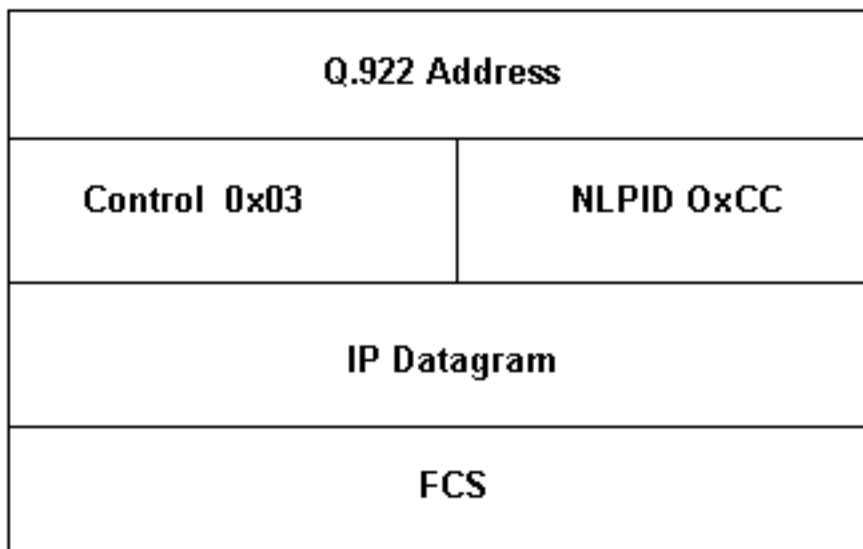 Q.922 Address
Control 0x03 NLPID OxCC
IP Datagram
FCS